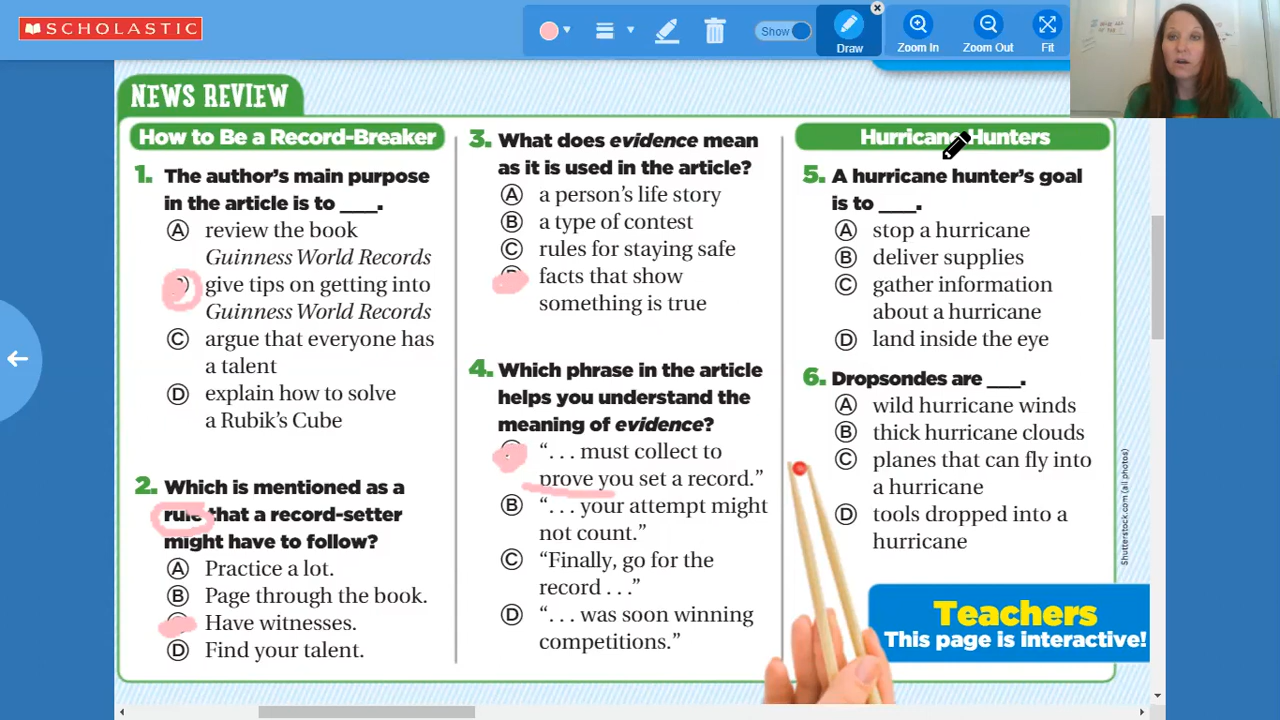 SCHOLASTIC
Show
Draw
Zoom In
Zoom Out
Fit
NEWS REVIEW
How to Be a Record-Breaker
1. The author's main purpose
in the article is to ____.
A review the book
Guinness World Records
give tips on getting into
Guinness World Records
C argue that everyone has
a talent
D explain how to solve
a Rubik's Cube
2. Which is mentioned as a
rule that a record-setter
might have to follow?
A Practice a lot.
B Page through the book.
Have witnesses.
D Find your talent.
3. What does evidence mean
as it is used in the article?
A a person's life story
B a type of contest
C rules for staying safe
D facts that show
something is true
4. Which phrase in the article
helps you understand the
meaning of evidence?
". . . must collect to
prove you set a record."
B ". . . your attempt might
not count."
C "Finally, go for the
record . . ."
D ". . . was soon winning
competitions."
Hurricane Hunters
5. A hurricane hunter's goal
is to ____.
A stop a hurricane
B deliver supplies
C gather information
about a hurricane
D land inside the eye
6. Dropsondes are ____.
A wild hurricane winds
B thick hurricane clouds
C planes that can fly into
a hurricane
D tools dropped into a
hurricane
Shutterstock.com (all photos)
Teachers
This page is interactive!